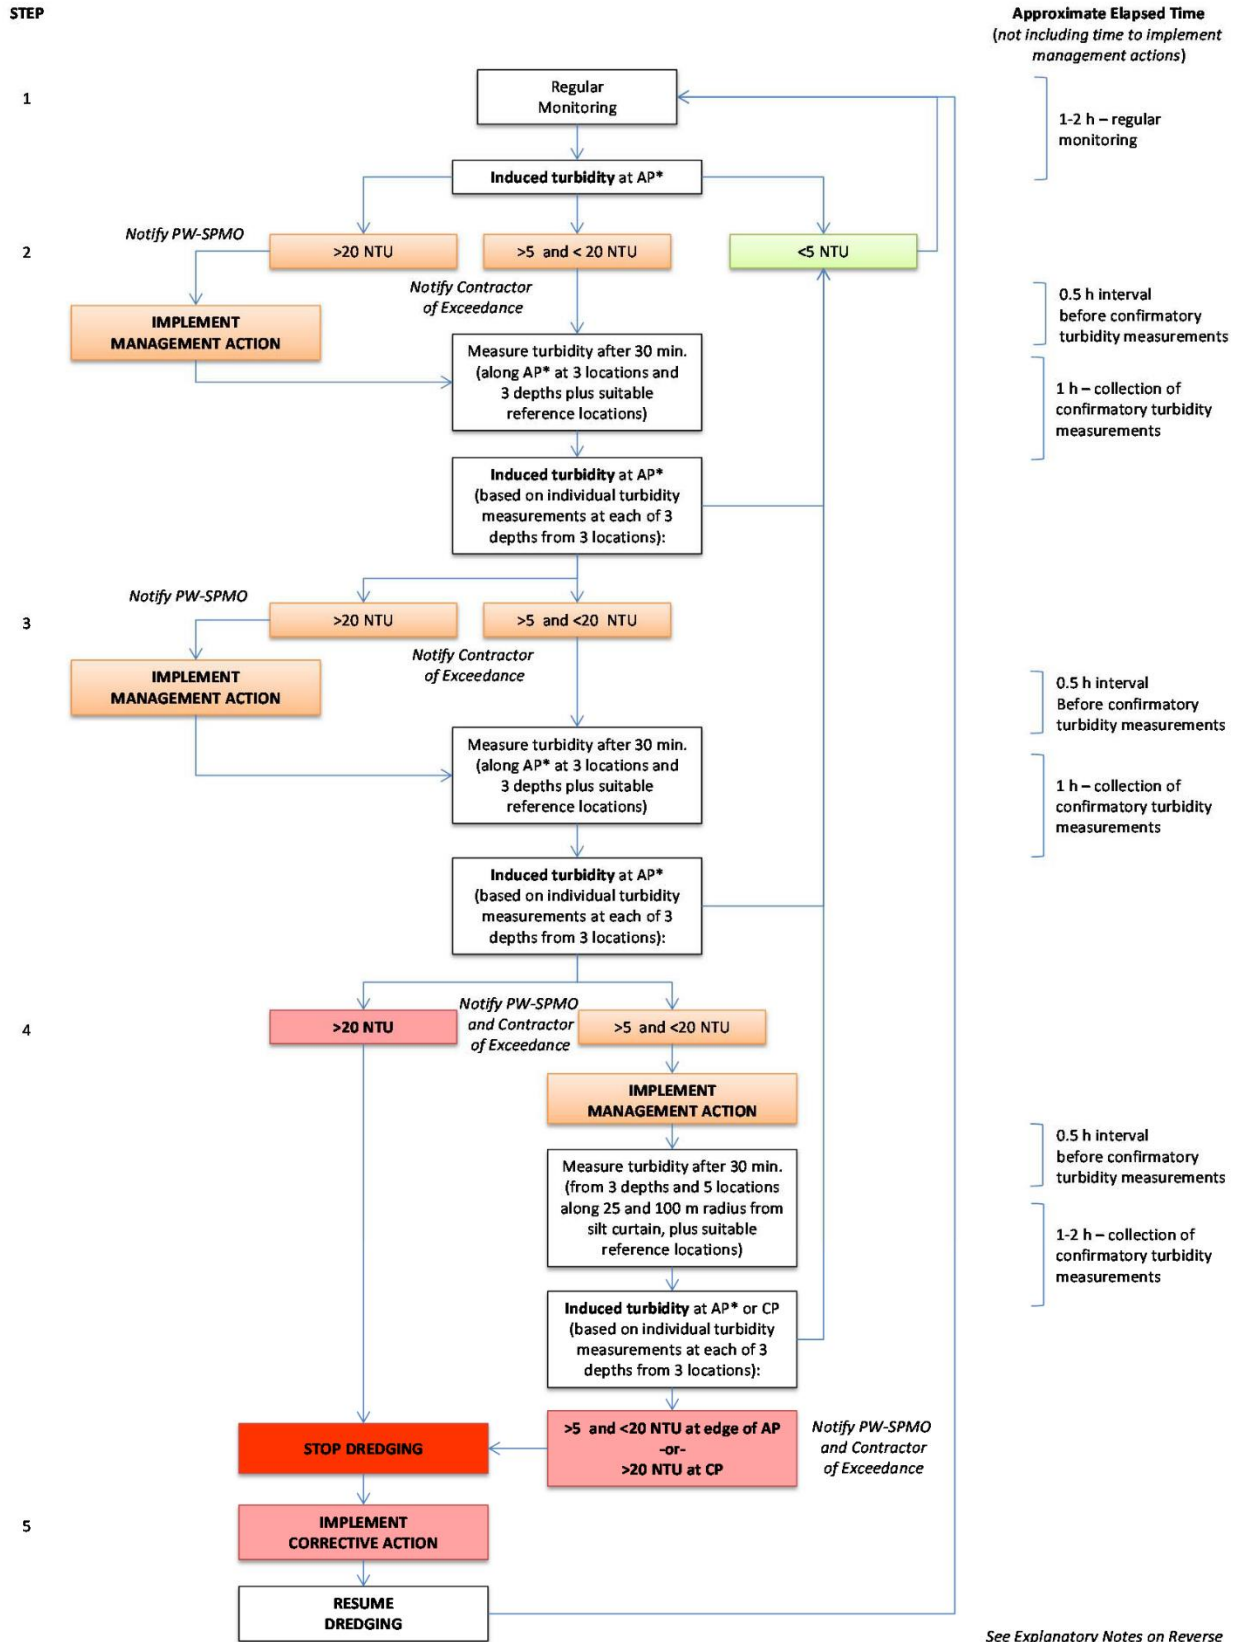 STEP
Approximate Elapsed Time
(not including time to implement
management actions)
1
Regular
Monitoring
1-2 h – regular
monitoring
Induced turbidity at AP*
Notify PW-SPMO
2
>20 NTU
>5 and < 20 NTU
<5 NTU
Notify Contractor
of Exceedance
0.5 h interval
before confirmatory
turbidity measurements
IMPLEMENT
MANAGEMENT ACTION
Measure turbidity after 30 min.
(along AP* at 3 locations and
3 depths plus suitable
reference locations)
1 h – collection of
confirmatory turbidity
measurements
Induced turbidity at AP*
(based on individual turbidity
measurements at each of 3
depths from 3 locations):
Notify PW-SPMO
3
>20 NTU
>5 and <20 NTU
Notify Contractor
of Exceedance
IMPLEMENT
MANAGEMENT ACTION
0.5 h interval
Before confirmatory
turbidity measurements
Measure turbidity after 30 min.
(along AP* at 3 locations and
3 depths plus suitable
reference locations)
1 h – collection of
confirmatory turbidity
measurements
Induced turbidity at AP*
(based on individual turbidity
measurements at each of 3
depths from 3 locations):
4
>20 NTU
Notify PW-SPMO
and Contractor
of Exceedance
>5 and <20 NTU
IMPLEMENT
MANAGEMENT ACTION
0.5 h interval
before confirmatory
turbidity measurements
Measure turbidity after 30 min.
(from 3 depths and 5 locations
along 25 and 100 m radius from
silt curtain, plus suitable
reference locations)
1-2 h – collection of
confirmatory turbidity
measurements
Induced turbidity at AP* or CP
(based on individual turbidity
measurements at each of 3
depths from 3 locations):
STOP DREDGING
>5 and <20 NTU at edge of AP
-or-
>20 NTU at CP
Notify PW-SPMO
and Contractor
of Exceedance
5
IMPLEMENT
CORRECTIVE ACTION
RESUME
DREDGING
See Explanatory Notes on Reverse